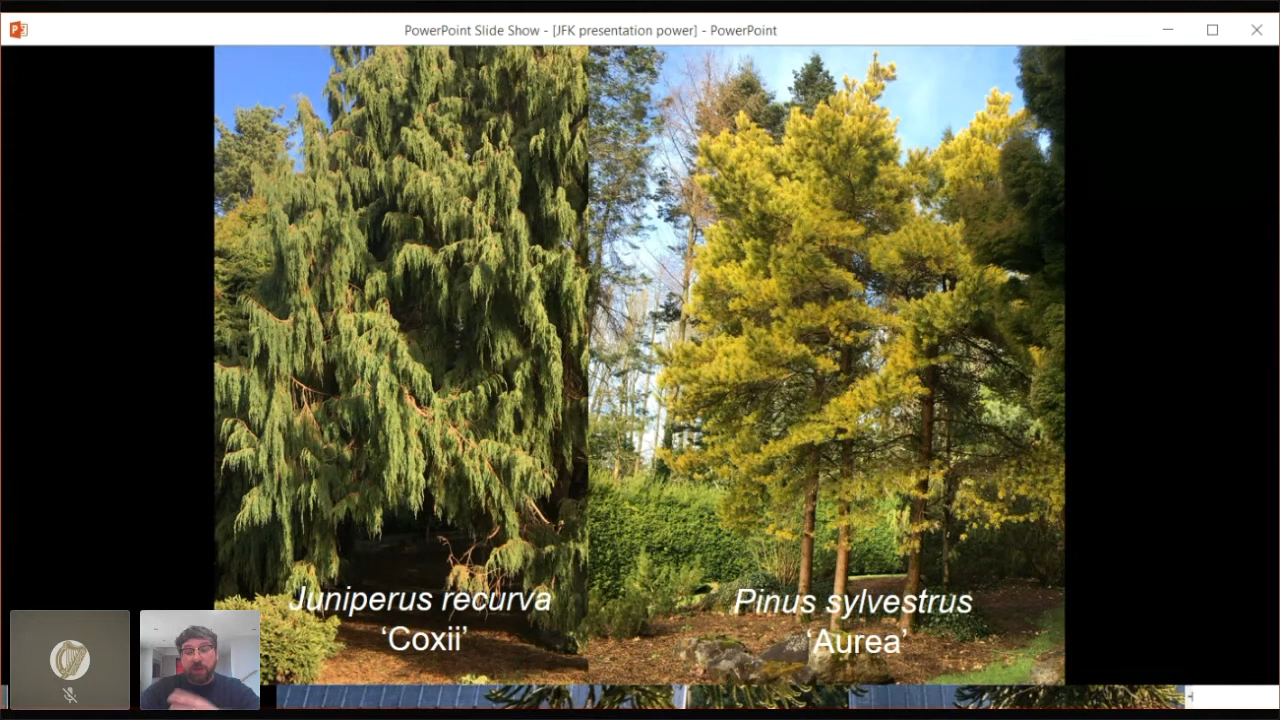 PowerPoint Slide Show - [JFK presentation power] - PowerPoint
Juniperus recurva
‘Coxii’
Pinus sylvestrus
‘Aurea’